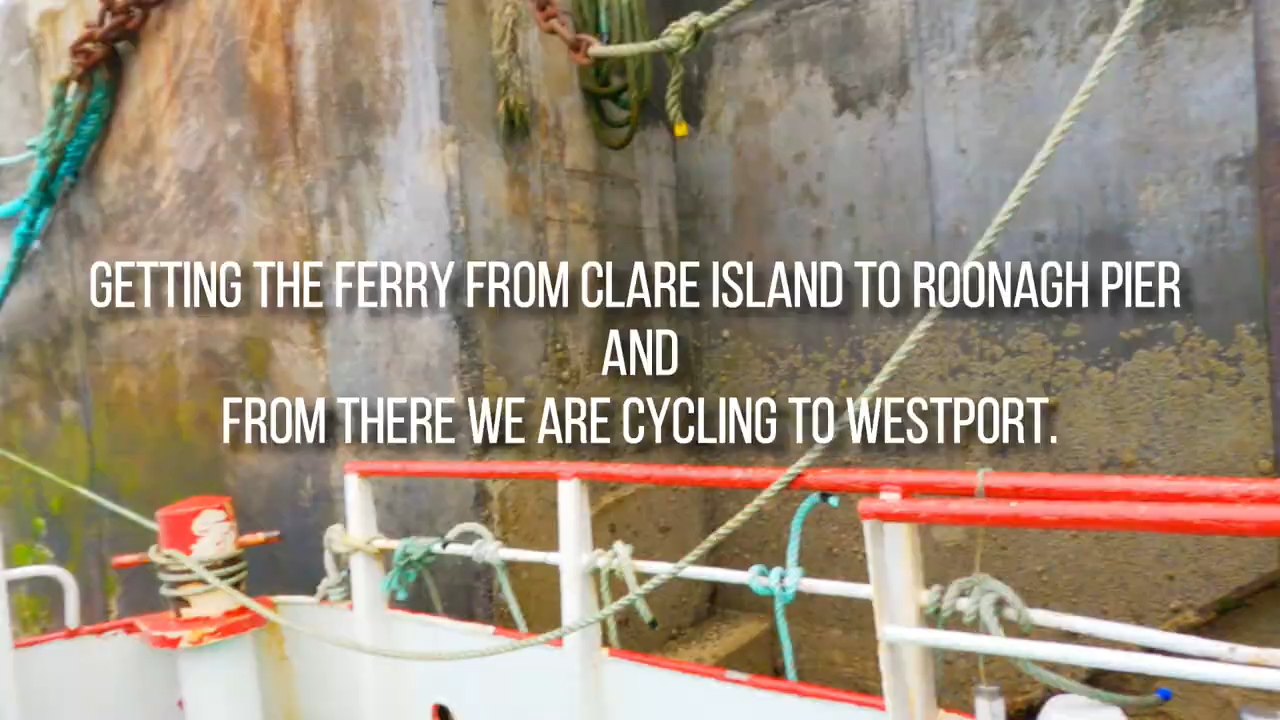 GETTING THE FERRY FROM CLARE ISLAND TO ROONAGH PIER
AND
FROM THERE WE ARE CYCLING TO WESTPORT.